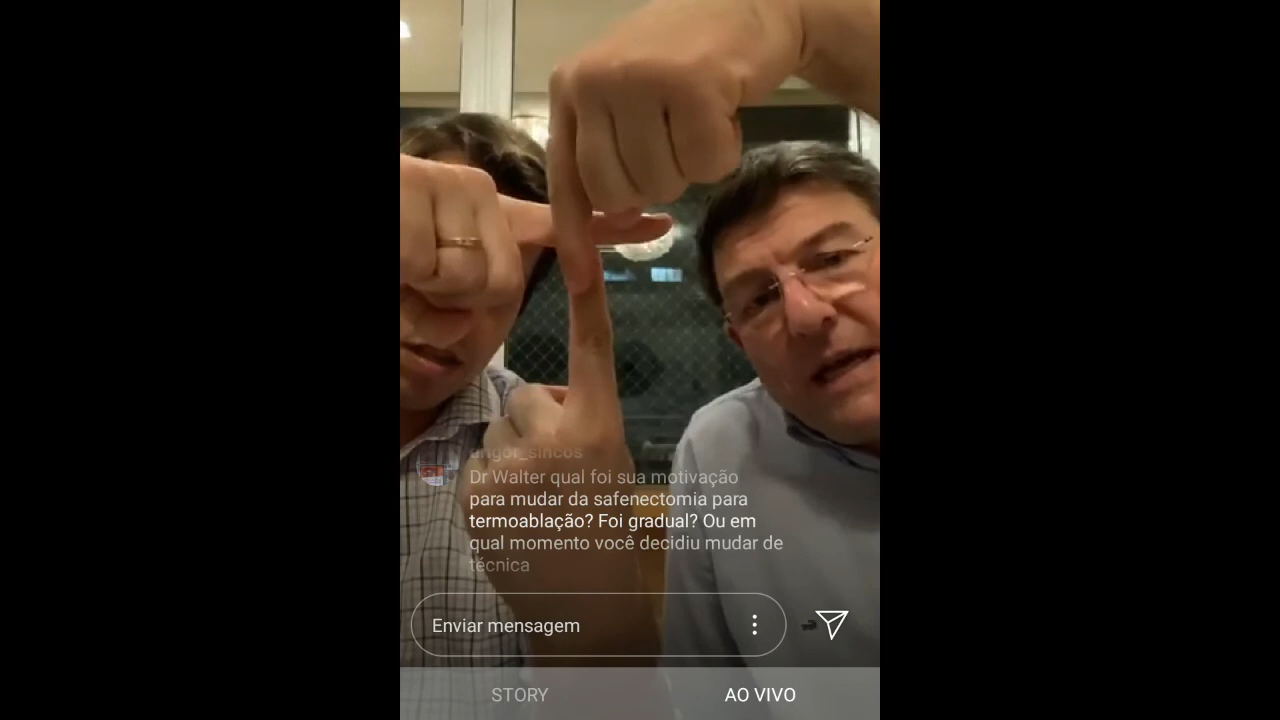 angol_sincos
Dr Walter qual foi sua motivação
para mudar da safenectomia para
termoablação? Foi gradual? Ou em
qual momento você decidiu mudar de
técnica
Enviar mensagem
STORY
AO VIVO